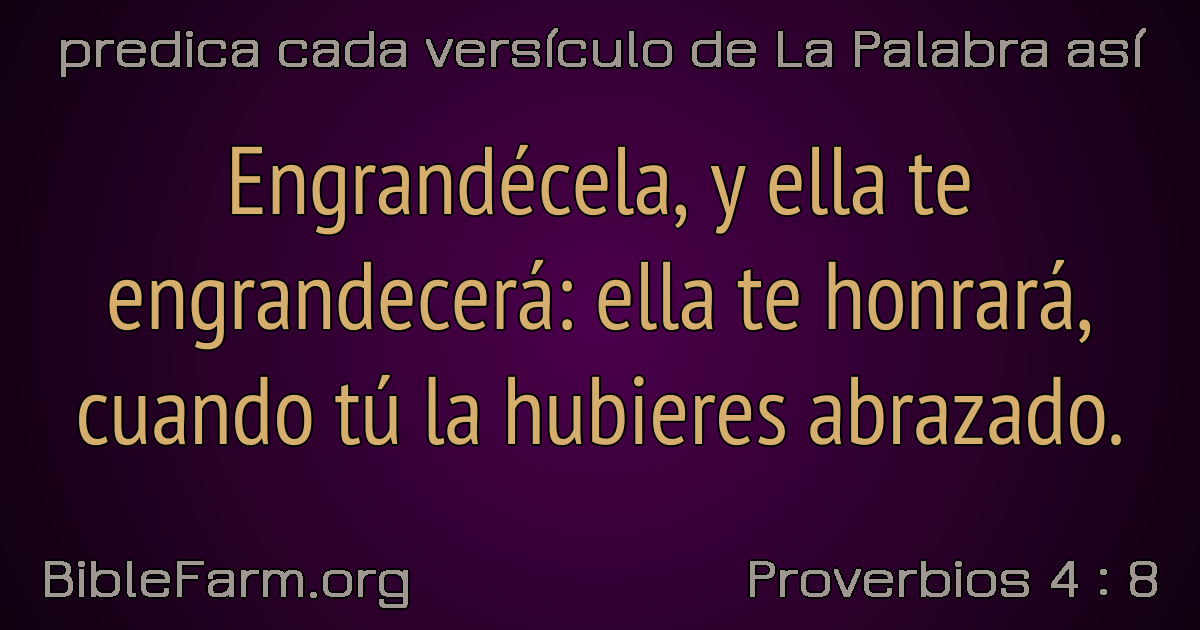 predica cada versículo de La Palabra así
Engrandécela, y ella te
engrandecerá: ella te honrará,
cuando tú la hubieres abrazado.
BibleFarm.org
Proverbios 4 : 8